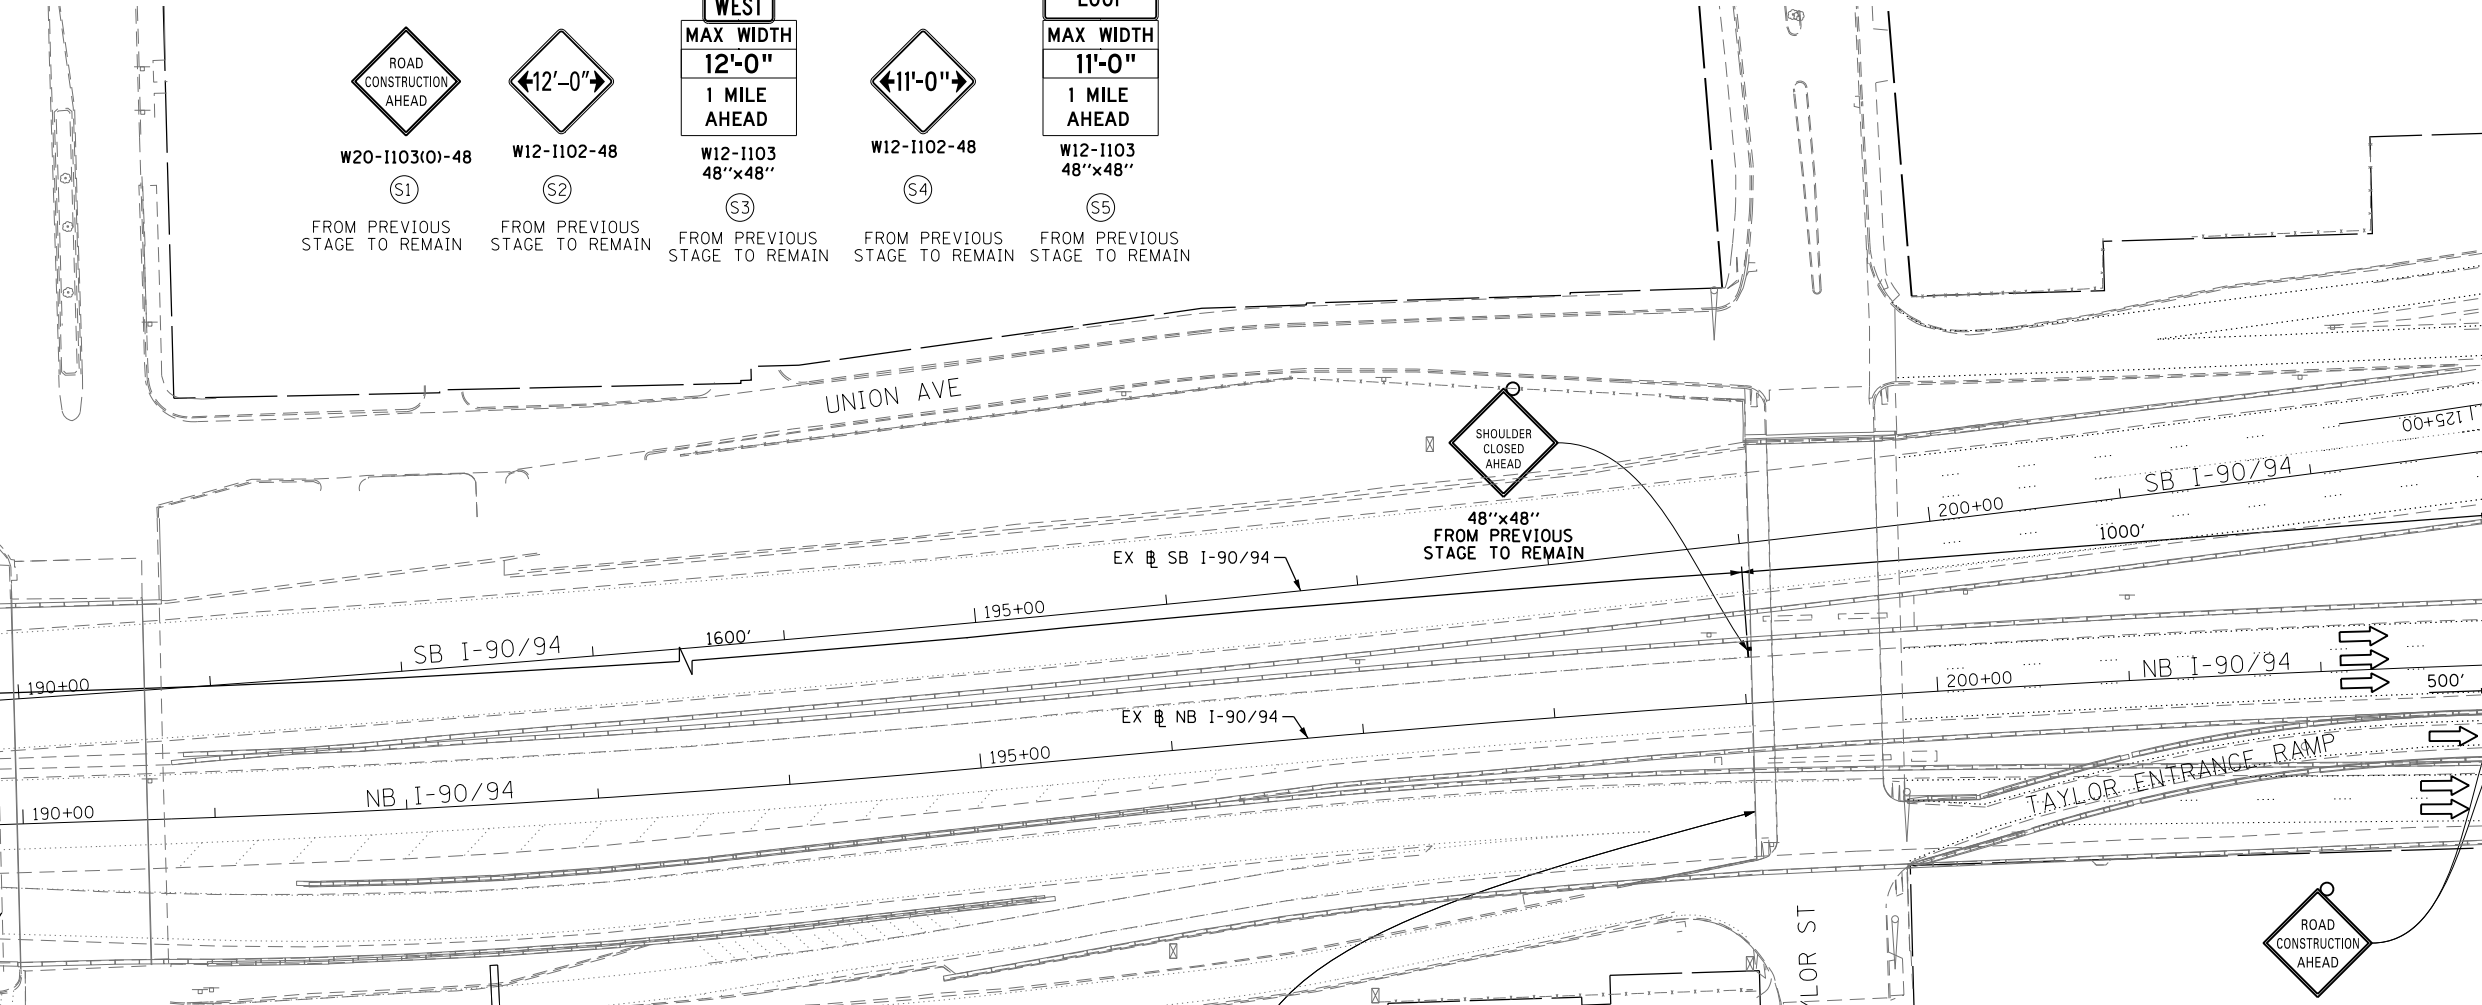 WEST
MAX WIDTH
12'-0"
1 MILE
AHEAD
W12-I103
48"x48"
S3
FROM PREVIOUS
STAGE TO REMAIN
ROAD
CONSTRUCTION
AHEAD
W20-I103(O)-48
S1
FROM PREVIOUS
STAGE TO REMAIN
12'-0"
W12-I102-48
S2
FROM PREVIOUS
STAGE TO REMAIN
11'-0"
W12-I102-48
S4
FROM PREVIOUS
STAGE TO REMAIN
MAX WIDTH
11'-0"
1 MILE
AHEAD
W12-I103
48"x48"
S5
FROM PREVIOUS
STAGE TO REMAIN
UNION AVE
SHOULDER
CLOSED
AHEAD
48"x48"
FROM PREVIOUS
STAGE TO REMAIN
125+00
SB I-90/94
200+00
1000'
EX ℄ SB I-90/94
195+00
1600'
SB I-90/94
190+00
NB I-90/94
200+00
500'
EX ℄ NB I-90/94
195+00
NB I-90/94
190+00
TAYLOR ENTRANCE RAMP
YLOR ST
ROAD
CONSTRUCTION
AHEAD